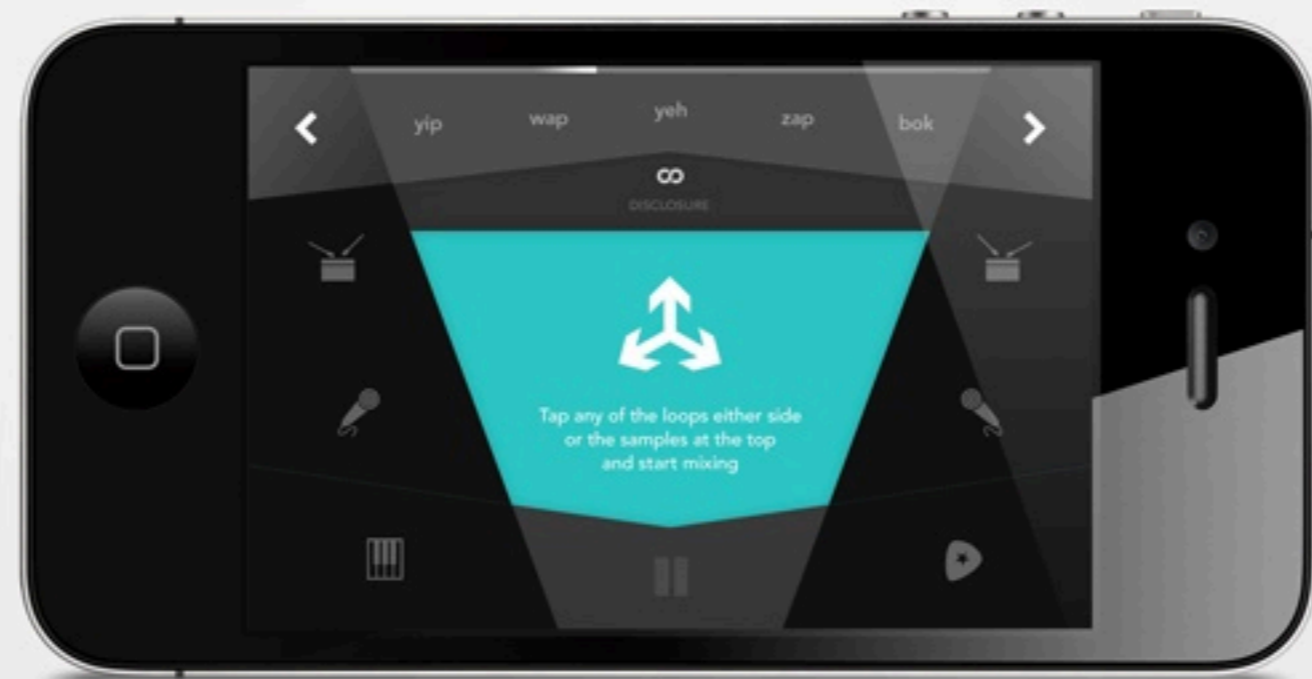 yip wap yeh zap bok
DISCLOSURE
Tap any of the loops either side
or the samples at the top
and start mixing